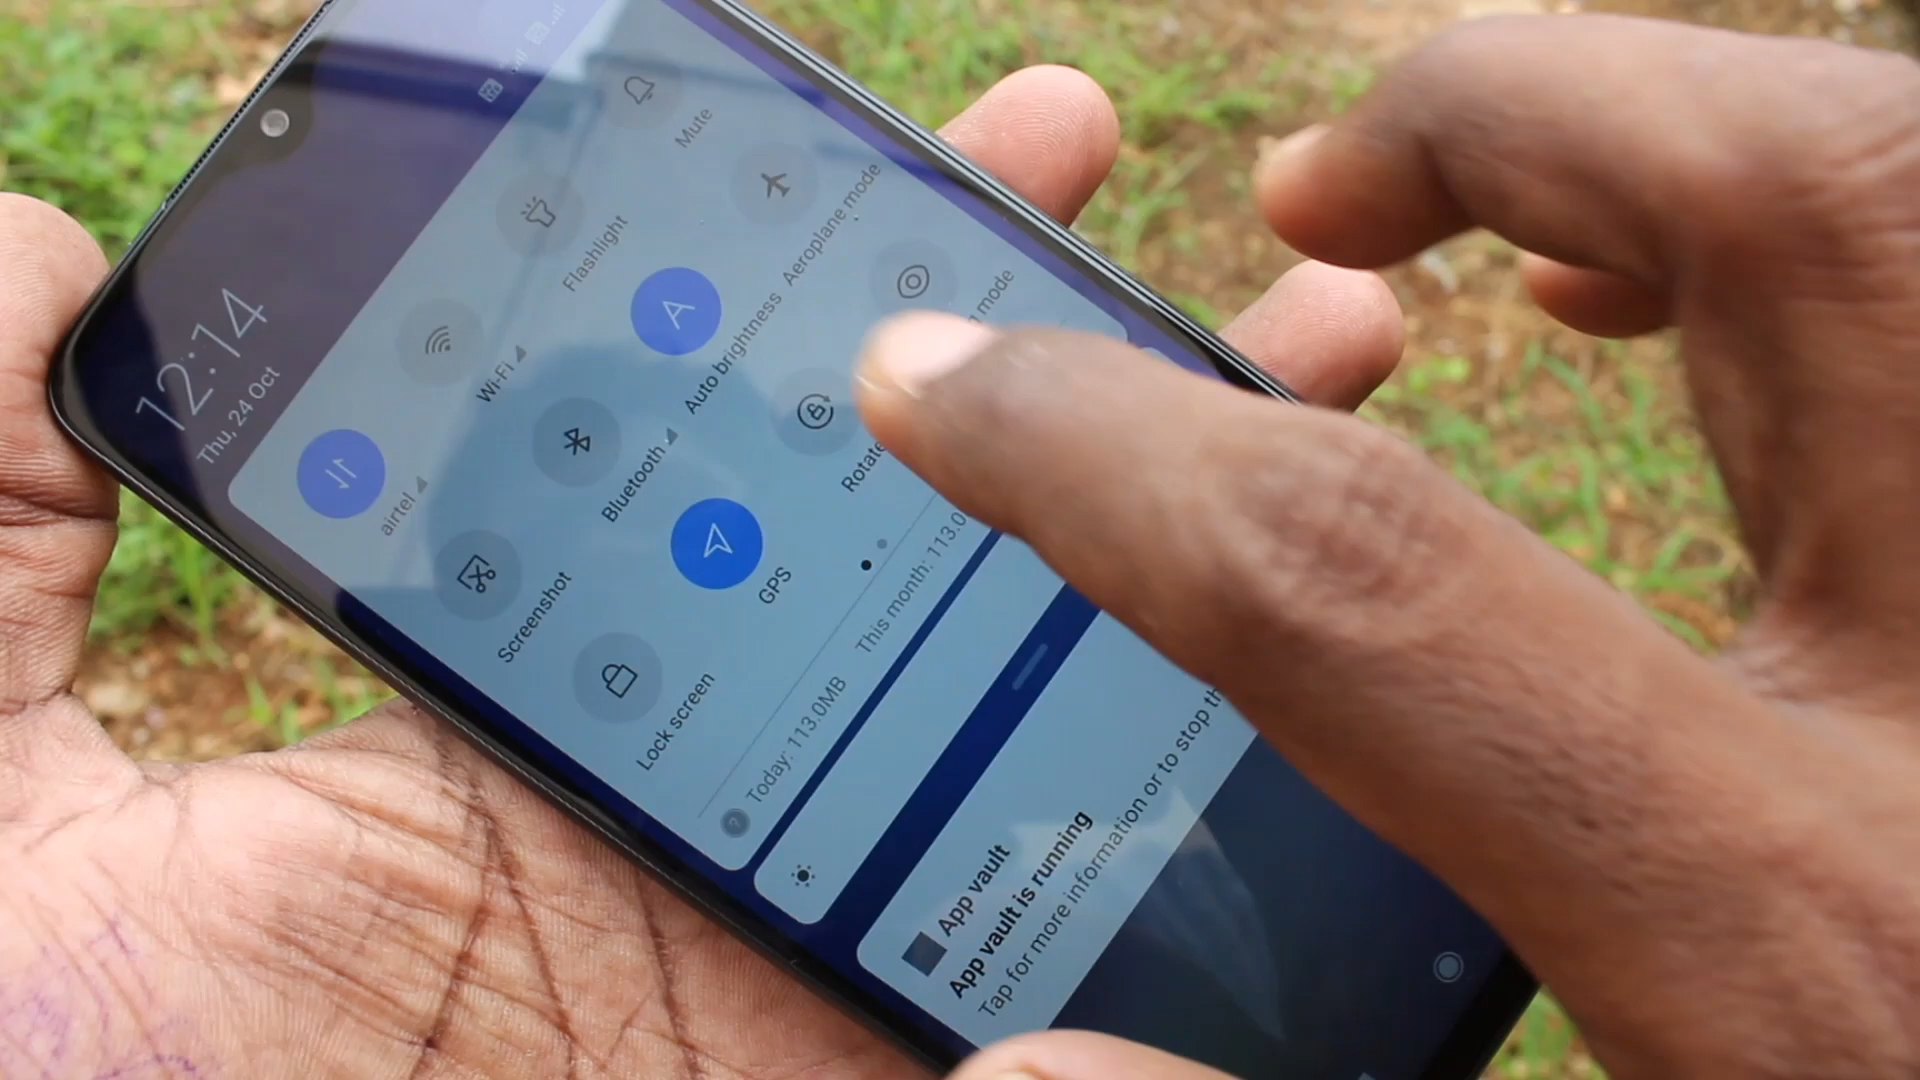 12:14
Thu, 24 Oct
airtel
Wi-Fi
Flashlight
Mute
Screenshot
Bluetooth
Auto brightness
Aeroplane mode
Lock screen
GPS
Rotate
mode
Today: 113.0MB
This month: 113.0
App vault
App vault is running
Tap for more information or to stop th